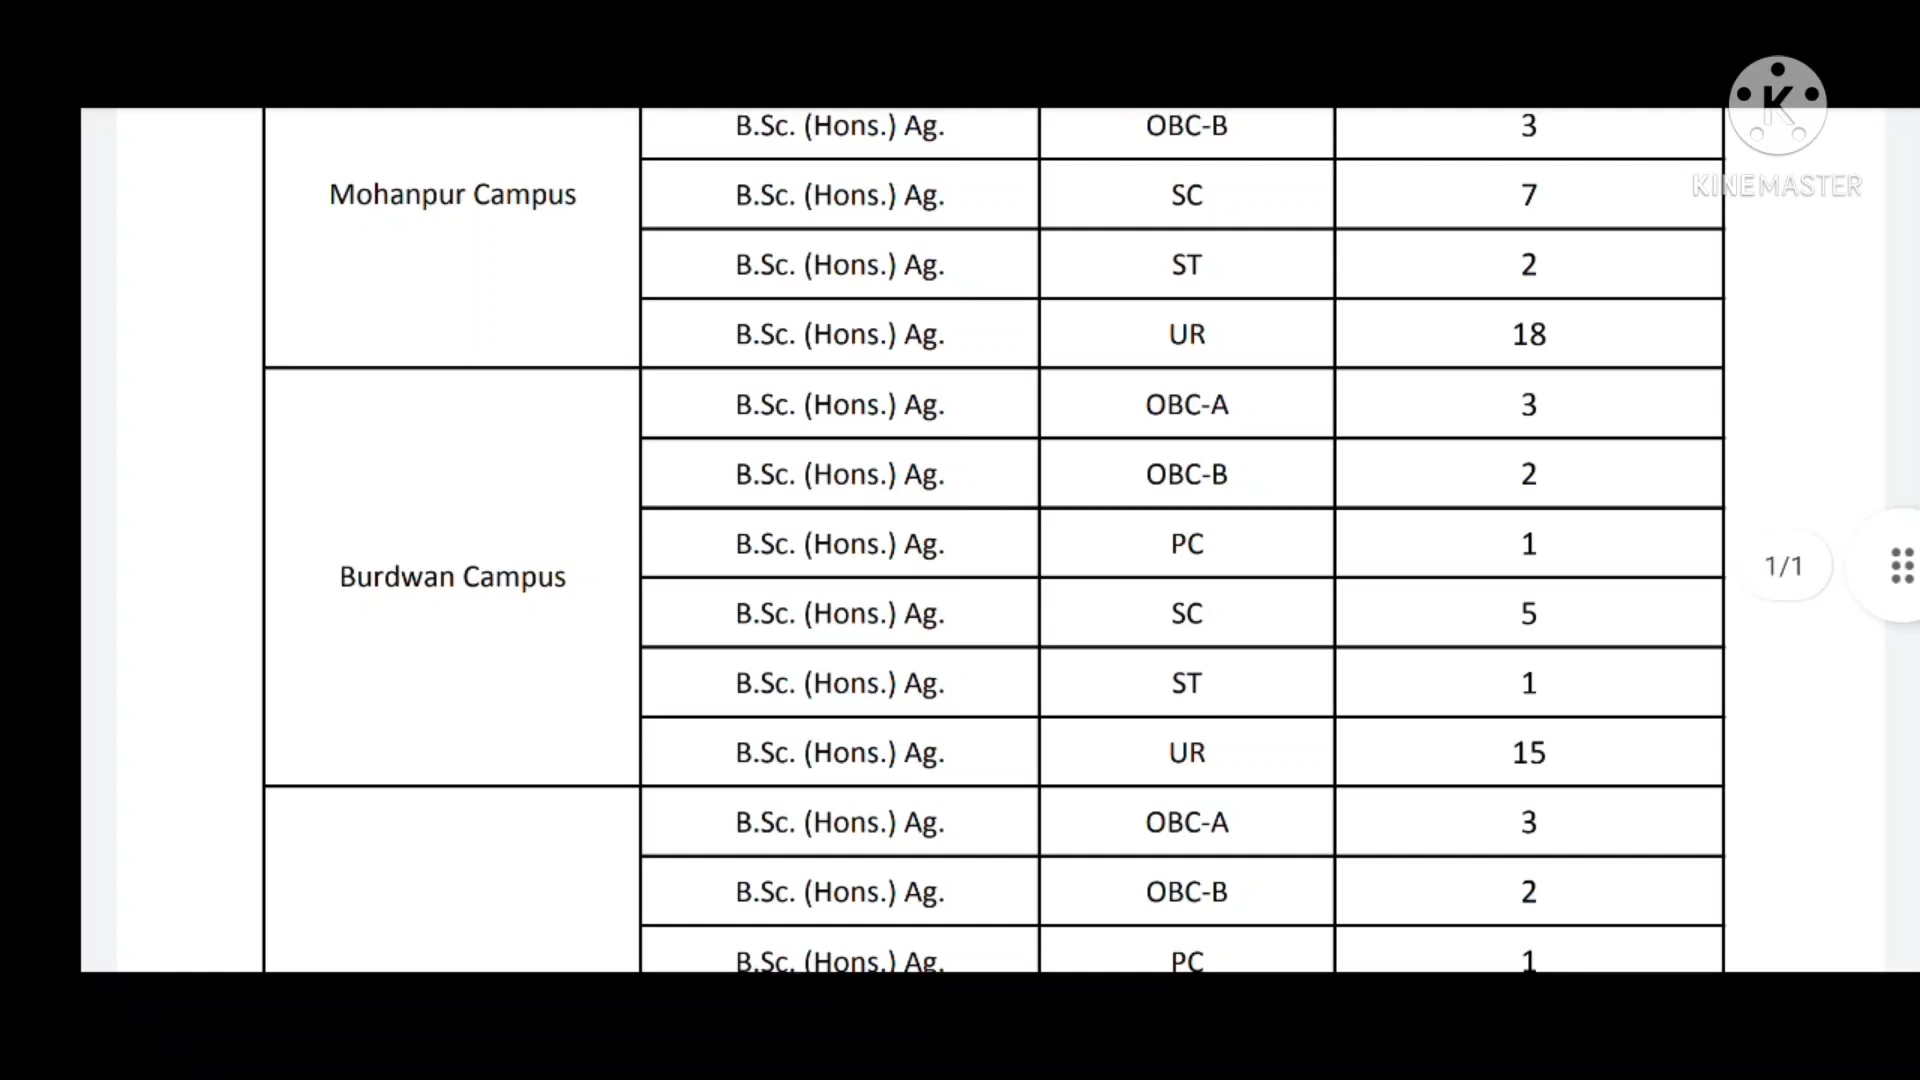 B.Sc. (Hons.) Ag. OBC-B 3
Mohanpur Campus B.Sc. (Hons.) Ag. SC 7
B.Sc. (Hons.) Ag. ST 2
B.Sc. (Hons.) Ag. UR 18
B.Sc. (Hons.) Ag. OBC-A 3
B.Sc. (Hons.) Ag. OBC-B 2
B.Sc. (Hons.) Ag. PC 1
Burdwan Campus
B.Sc. (Hons.) Ag. SC 5
B.Sc. (Hons.) Ag. ST 1
B.Sc. (Hons.) Ag. UR 15
B.Sc. (Hons.) Ag. OBC-A 3
B.Sc. (Hons.) Ag. OBC-B 2
B.Sc. (Hons.) Ag. PC 1
1/1
K
KINEMASTER